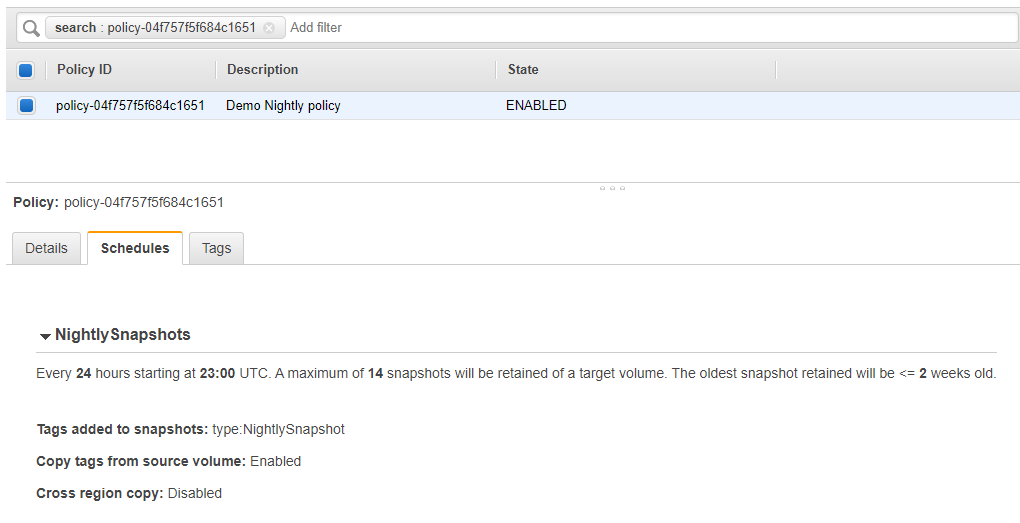 search : policy-04f757f5f684c1651 Add filter
Policy ID Description State
policy-04f757f5f684c1651 Demo Nightly policy ENABLED
Policy: policy-04f757f5f684c1651
Details Schedules Tags
NightlySnapshots
Every 24 hours starting at 23:00 UTC. A maximum of 14 snapshots will be retained of a target volume. The oldest snapshot retained will be <= 2 weeks old.
Tags added to snapshots: type:NightlySnapshot
Copy tags from source volume: Enabled
Cross region copy: Disabled